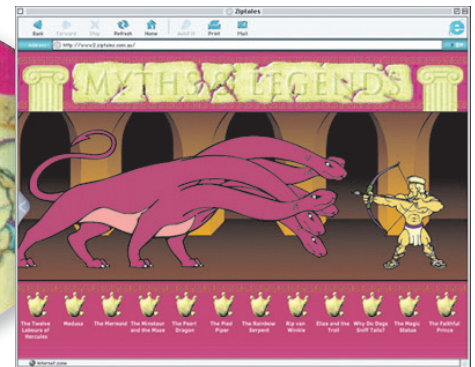 Ziptales
Back Forward Stop Refresh Home AutoFill Print Mail
Address http://www2.ziptales.com.au/
MYTHS & LEGENDS
The Twelve Labours of Hercules
Medusa
The Mermaid
The Minotaur and the Maze
The Pearl Dragon
The Pied Piper
The Rainbow Serpent
Rip van Winkle
Elise and the Troll
Why Do Dogs Sniff Tails?
The Magic Statue
The Faithful Prince
Internet zone